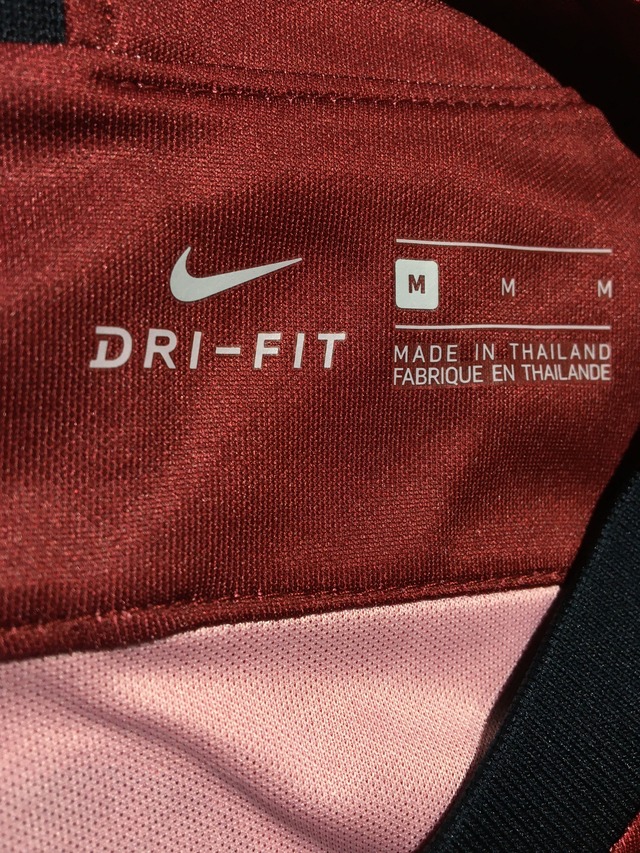 DRI-FIT
M M M
MADE IN THAILAND
FABRIQUE EN THAILANDE